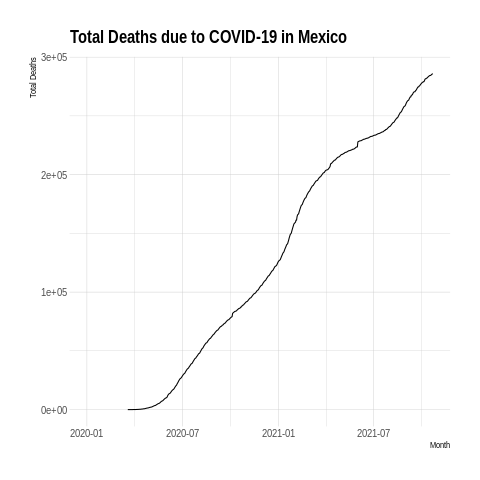 Total Deaths due to COVID-19 in Mexico
Total Deaths
3e+05
2e+05
1e+05
0e+00
2020-01 2020-07 2021-01 2021-07
Month